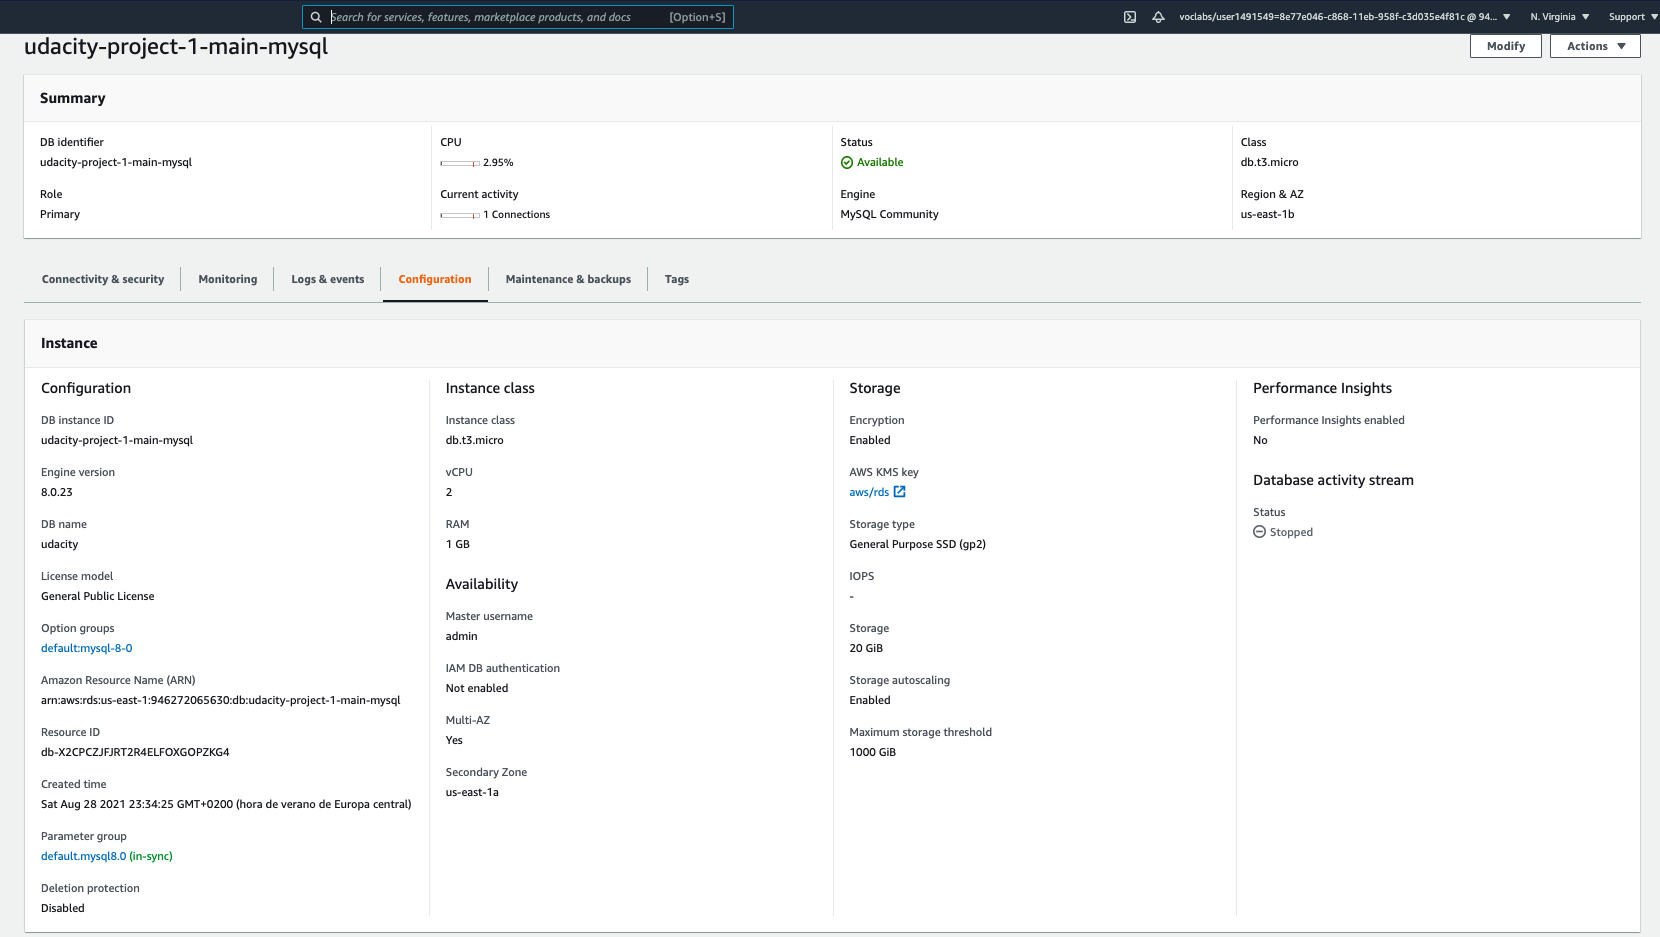 Search for services, features, marketplace products, and docs [Option+S]
voclabs/user1491549=8e77e046-c868-11eb-958f-c3d035e4f81c @ 94... N. Virginia Support
udacity-project-1-main-mysql
Modify Actions
Summary
DB identifier
udacity-project-1-main-mysql
Role
Primary
CPU
2.95%
Current activity
1 Connections
Status
Available
Engine
MySQL Community
Class
db.t3.micro
Region & AZ
us-east-1b
Connectivity & security Monitoring Logs & events Configuration Maintenance & backups Tags
Instance
Configuration
DB instance ID
udacity-project-1-main-mysql
Engine version
8.0.23
DB name
udacity
License model
General Public License
Option groups
default:mysql-8-0
Amazon Resource Name (ARN)
arn:aws:rds:us-east-1:946272065630:db:udacity-project-1-main-mysql
Resource ID
db-X2CPCZJFJRT2R4ELFOXGOPZKG4
Created time
Sat Aug 28 2021 23:34:25 GMT+0200 (hora de verano de Europa central)
Parameter group
default.mysql8.0 (in-sync)
Deletion protection
Disabled
Instance class
Instance class
db.t3.micro
vCPU
2
RAM
1 GB
Availability
Master username
admin
IAM DB authentication
Not enabled
Multi-AZ
Yes
Secondary Zone
us-east-1a
Storage
Encryption
Enabled
AWS KMS key
aws/rds
Storage type
General Purpose SSD (gp2)
IOPS
-
Storage
20 GiB
Storage autoscaling
Enabled
Maximum storage threshold
1000 GiB
Performance Insights
Performance Insights enabled
No
Database activity stream
Status
Stopped